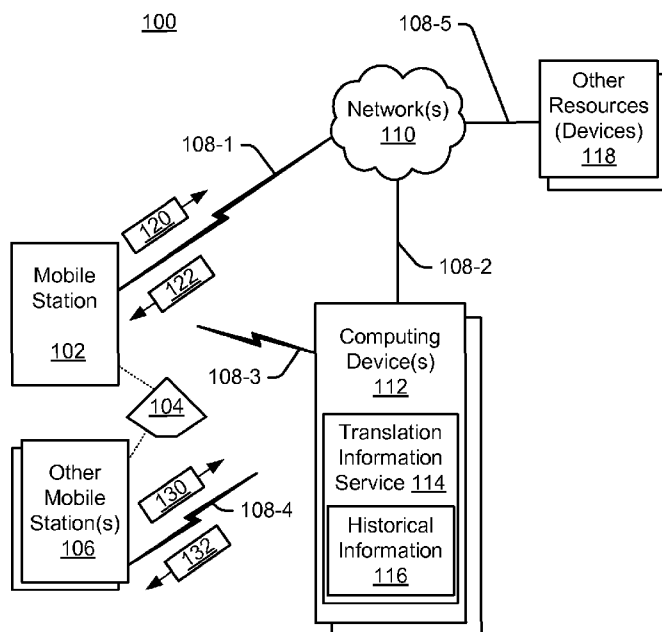 100
108-5
Other
Resources
(Devices)
118
Network(s)
110
108-1
120
122
108-2
Mobile
Station
102
108-3
Computing
Device(s)
112
104
Translation
Information
Service 114
Other
Mobile
Station(s)
106
130
108-4
132
Historical
Information
116